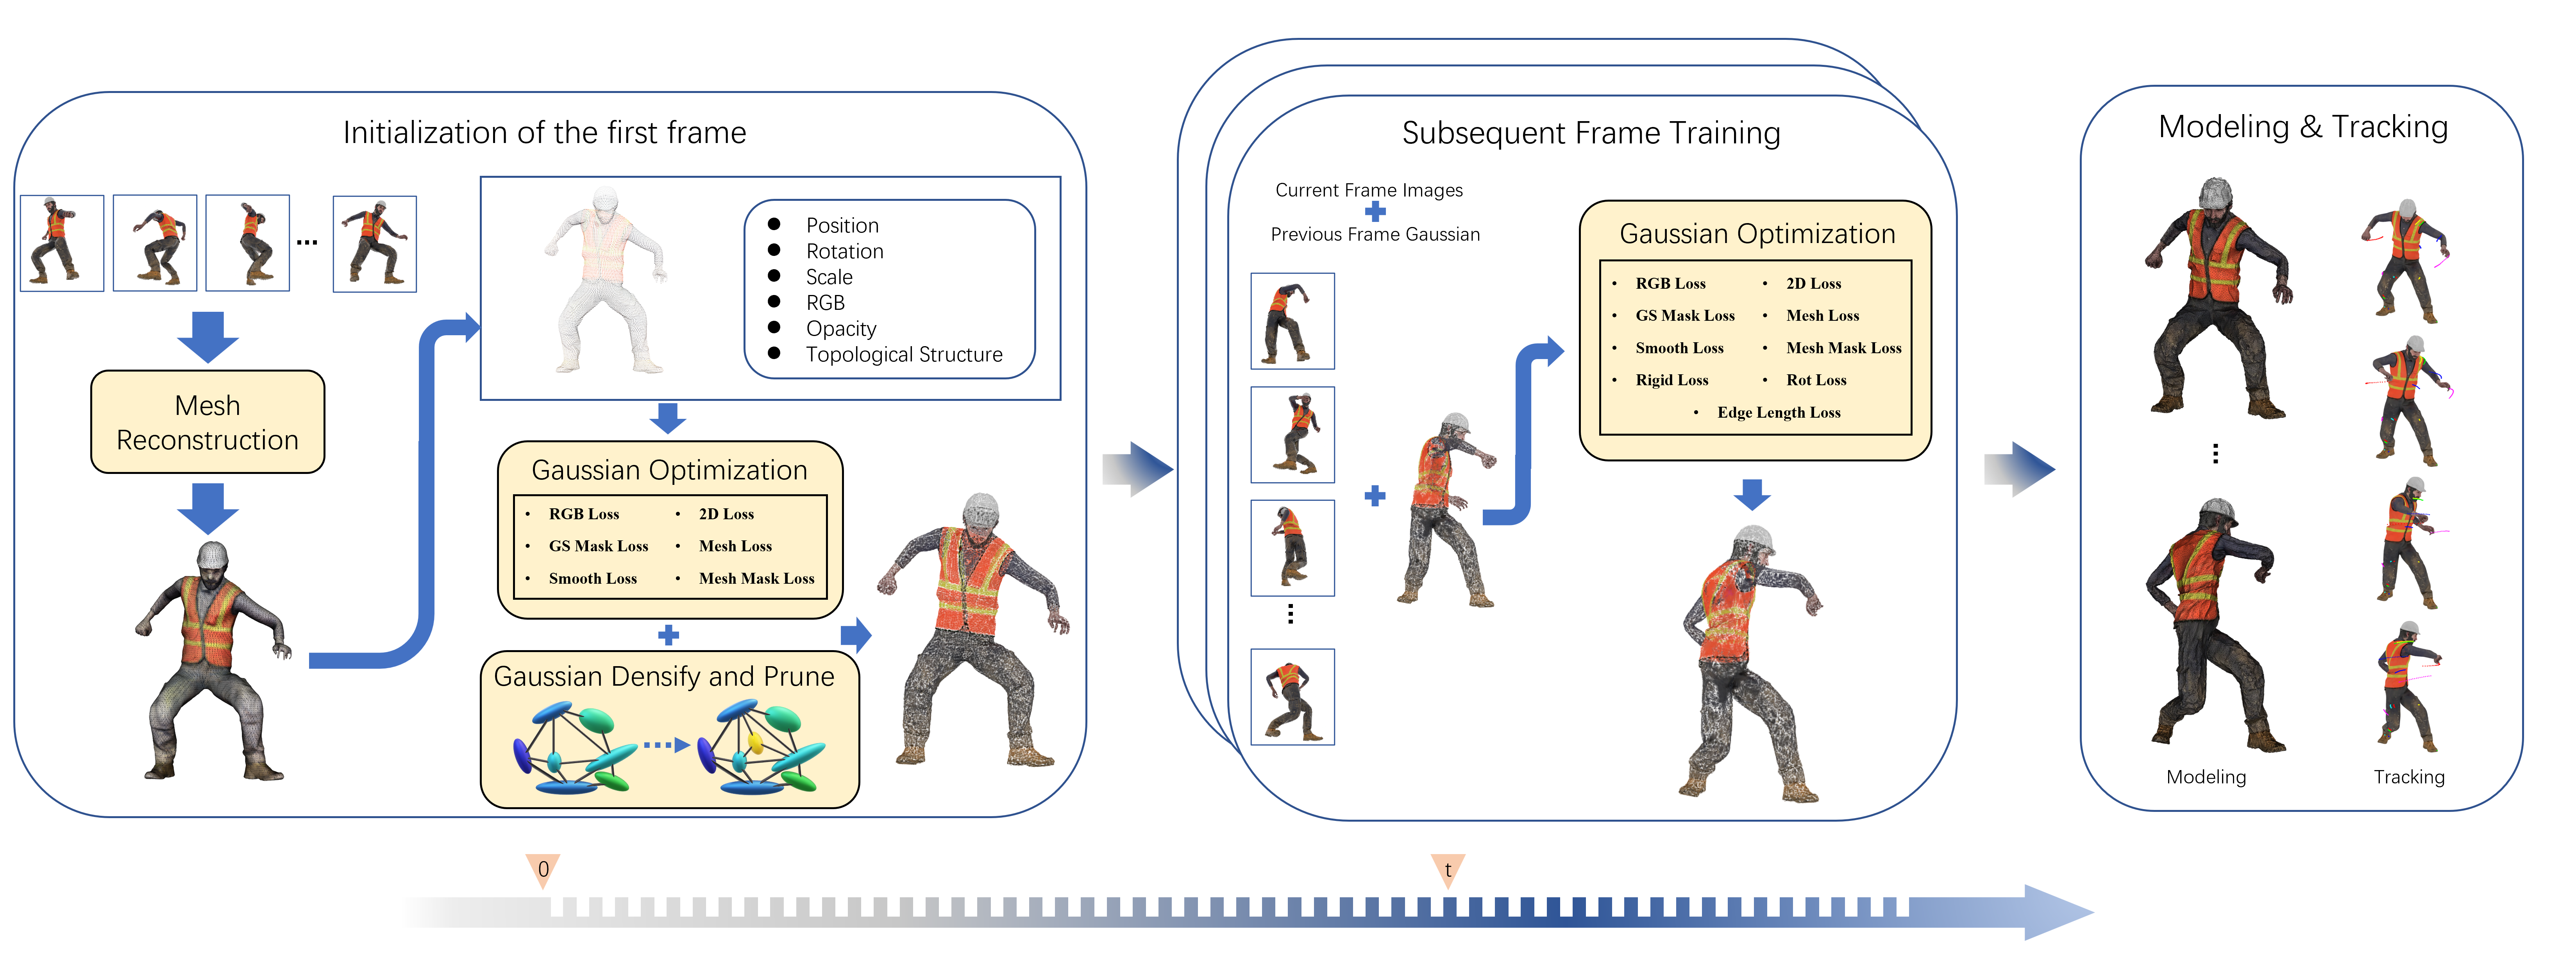 Initialization of the first frame
...
Mesh
Reconstruction
● Position
● Rotation
● Scale
● RGB
● Opacity
● Topological Structure
Gaussian Optimization
• RGB Loss • 2D Loss
• GS Mask Loss • Mesh Loss
• Smooth Loss • Mesh Mask Loss
Gaussian Densify and Prune
Subsequent Frame Training
Current Frame Images
Previous Frame Gaussian
Gaussian Optimization
• RGB Loss • 2D Loss
• GS Mask Loss • Mesh Loss
• Smooth Loss • Mesh Mask Loss
• Rigid Loss • Rot Loss
• Edge Length Loss
Modeling & Tracking
Modeling Tracking
0
t